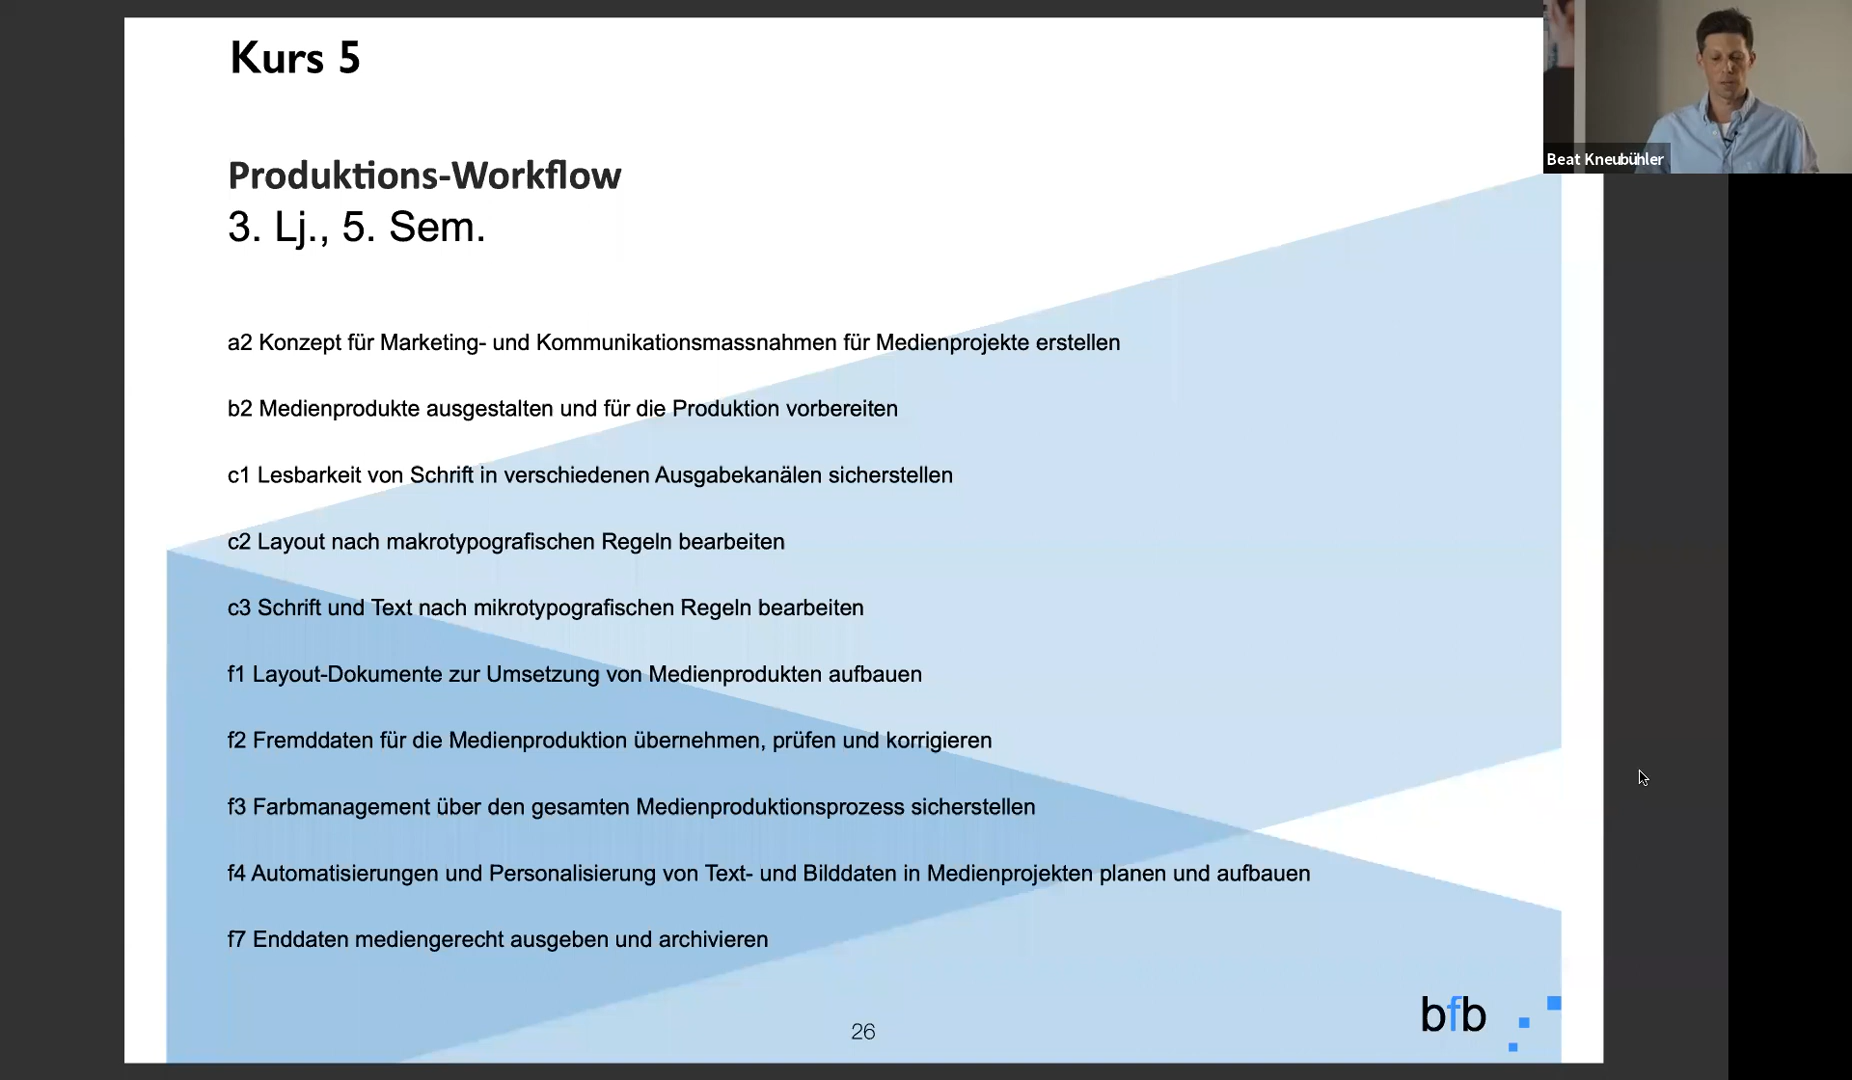 Kurs 5
Beat Kneubühler
Produktions-Workflow
3. Lj., 5. Sem.
a2 Konzept für Marketing- und Kommunikationsmassnahmen für Medienprojekte erstellen
b2 Medienprodukte ausgestalten und für die Produktion vorbereiten
c1 Lesbarkeit von Schrift in verschiedenen Ausgabekanälen sicherstellen
c2 Layout nach makrotypografischen Regeln bearbeiten
c3 Schrift und Text nach mikrotypografischen Regeln bearbeiten
f1 Layout-Dokumente zur Umsetzung von Medienprodukten aufbauen
f2 Fremddaten für die Medienproduktion übernehmen, prüfen und korrigieren
f3 Farbmanagement über den gesamten Medienproduktionsprozess sicherstellen
f4 Automatisierungen und Personalisierung von Text- und Bilddaten in Medienprojekten planen und aufbauen
f7 Enddaten mediengerecht ausgeben und archivieren
bfb
26